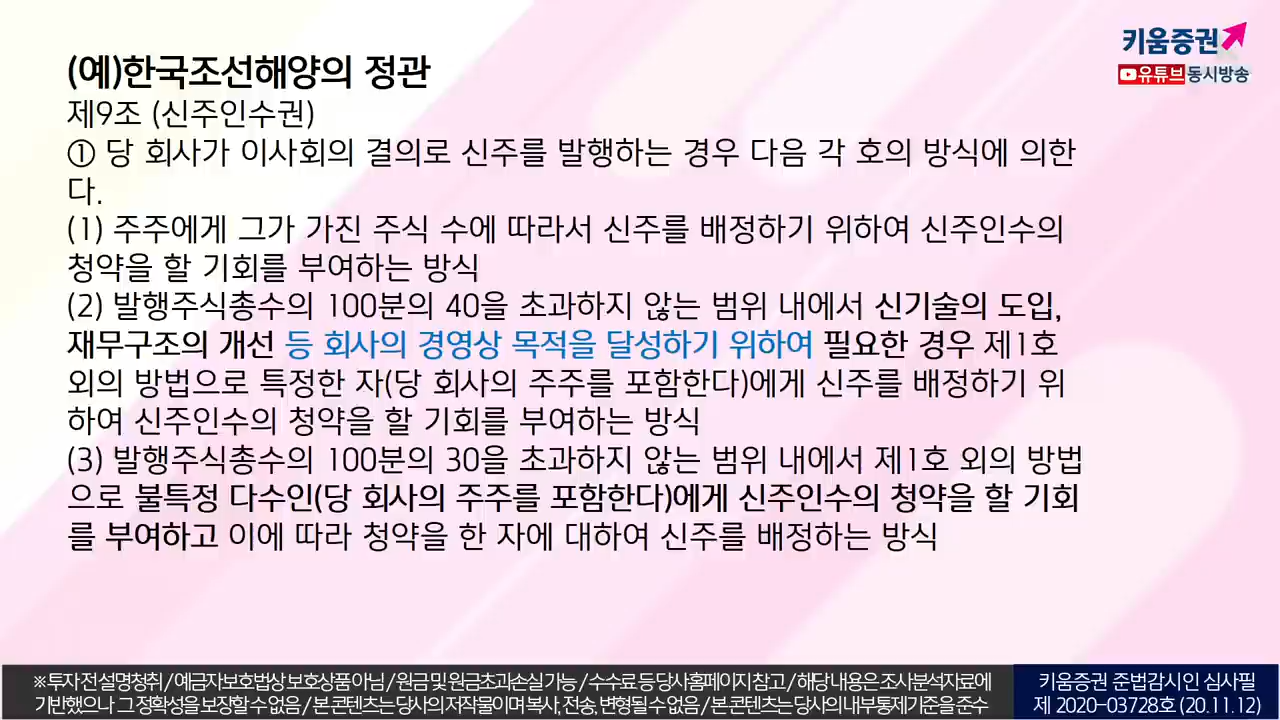 키움증권
유튜브 동시방송
(예)한국조선해양의 정관
제9조 (신주인수권)
① 당 회사가 이사회의 결의로 신주를 발행하는 경우 다음 각 호의 방식에 의한
다.
(1) 주주에게 그가 가진 주식 수에 따라서 신주를 배정하기 위하여 신주인수의
청약을 할 기회를 부여하는 방식
(2) 발행주식총수의 100분의 40을 초과하지 않는 범위 내에서 신기술의 도입,
재무구조의 개선 등 회사의 경영상 목적을 달성하기 위하여 필요한 경우 제1호
외의 방법으로 특정한 자(당 회사의 주주를 포함한다)에게 신주를 배정하기 위
하여 신주인수의 청약을 할 기회를 부여하는 방식
(3) 발행주식총수의 100분의 30을 초과하지 않는 범위 내에서 제1호 외의 방법
으로 불특정 다수인(당 회사의 주주를 포함한다)에게 신주인수의 청약을 할 기회
를 부여하고 이에 따라 청약을 한 자에 대하여 신주를 배정하는 방식
※투자 전 설명청취 / 예금자보호법상 보호상품 아님 / 원금 및 원금초과손실 가능 / 수수료 등 당사홈페이지 참고 / 해당 내용은 조사분석자료에
기반했으나 그 정확성을 보장할 수 없음 / 본 콘텐츠는 당사의 저작물이며 복사, 전송, 변형될 수 없음 / 본 콘텐츠는 당사의 내부통제기준을 준수
키움증권 준법감시인 심사필
제 2020-03728호 (20.11.12)